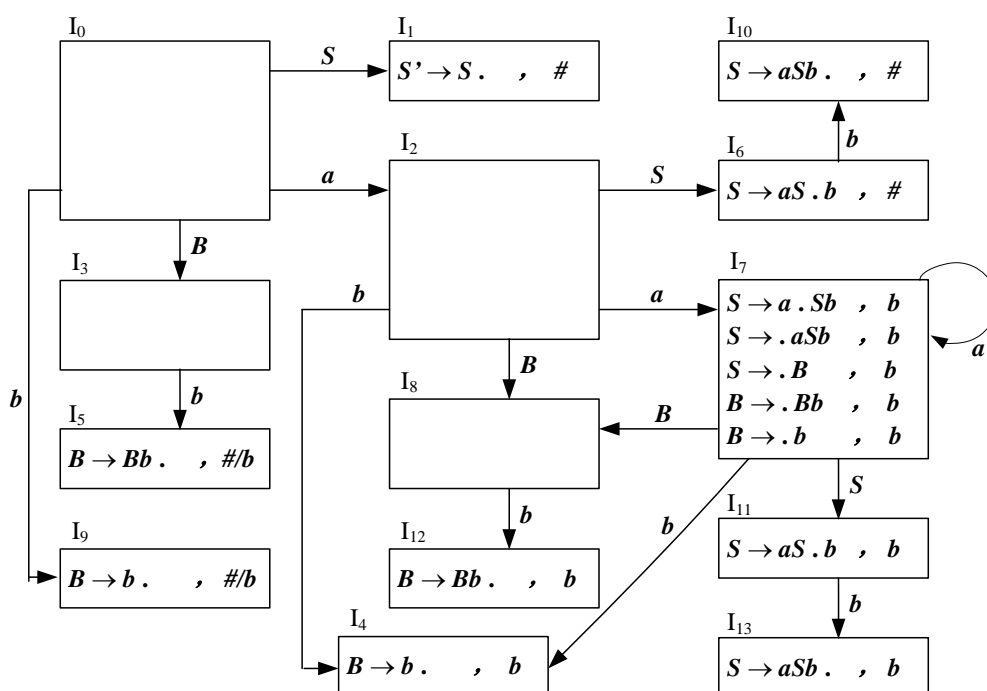 I0
I1
I10
S
S' → S . , #
S → aSb . , #
b
I2
I6
a
S
S → aS . b , #
B
I3
I7
b
a
S → a . Sb , b
S → . aSb , b
a
S → . B , b
B
I8
b
b
B
B → . Bb , b
B → . b , b
I5
B → Bb . , #/b
S
b
b
I11
I9
I12
S → aS . b , b
B → b . , #/b
B → Bb . , b
b
I4
I13
B → b . , b
S → aSb . , b